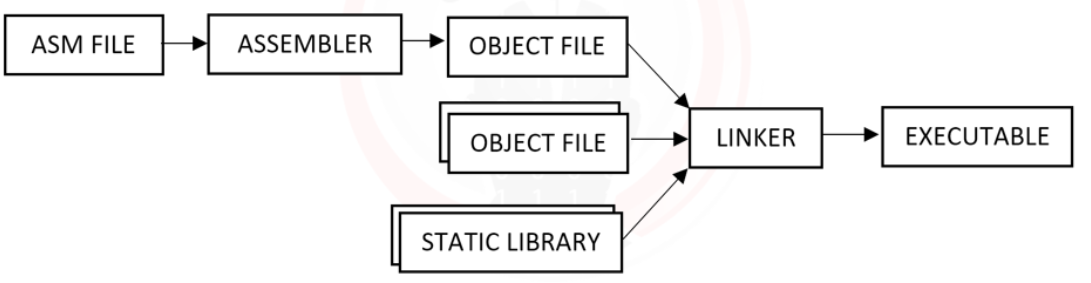 ASM FILE
ASSEMBLER
OBJECT FILE
OBJECT FILE
LINKER
EXECUTABLE
STATIC LIBRARY